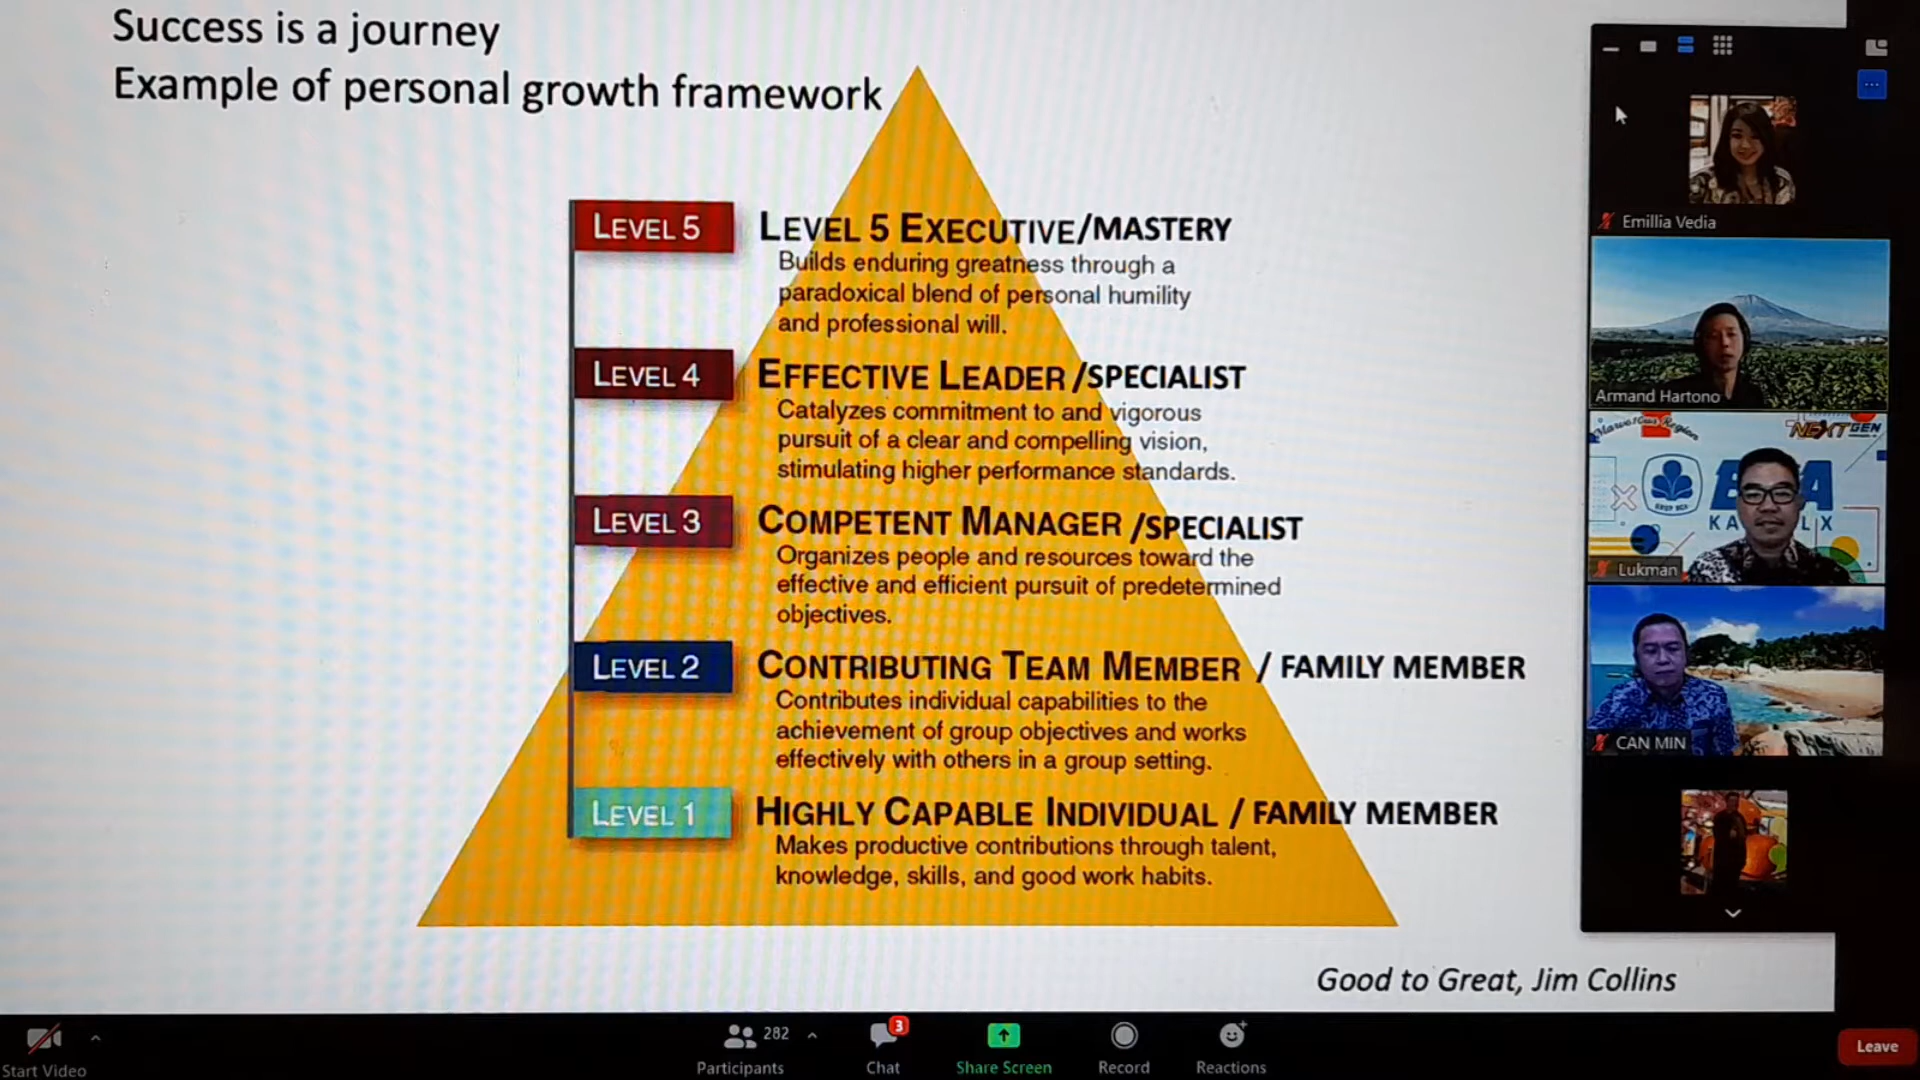 Success is a journey
Example of personal growth framework
LEVEL 5
LEVEL 5 EXECUTIVE/MASTERY
Builds enduring greatness through a
paradoxical blend of personal humility
and professional will.
LEVEL 4
EFFECTIVE LEADER /SPECIALIST
Catalyzes commitment to and vigorous
pursuit of a clear and compelling vision,
stimulating higher performance standards.
LEVEL 3
COMPETENT MANAGER /SPECIALIST
Organizes people and resources toward the
effective and efficient pursuit of predetermined
objectives.
LEVEL 2
CONTRIBUTING TEAM MEMBER / FAMILY MEMBER
Contributes individual capabilities to the
achievement of group objectives and works
effectively with others in a group setting.
LEVEL 1
HIGHLY CAPABLE INDIVIDUAL / FAMILY MEMBER
Makes productive contributions through talent,
knowledge, skills, and good work habits.
Good to Great, Jim Collins
Emillia Vedia
Armand Hartono
Region
NEXTGEN
Lukman
CAN MIN
Start Video
282
Participants
3
Chat
Share Screen
Record
Reactions
Leave